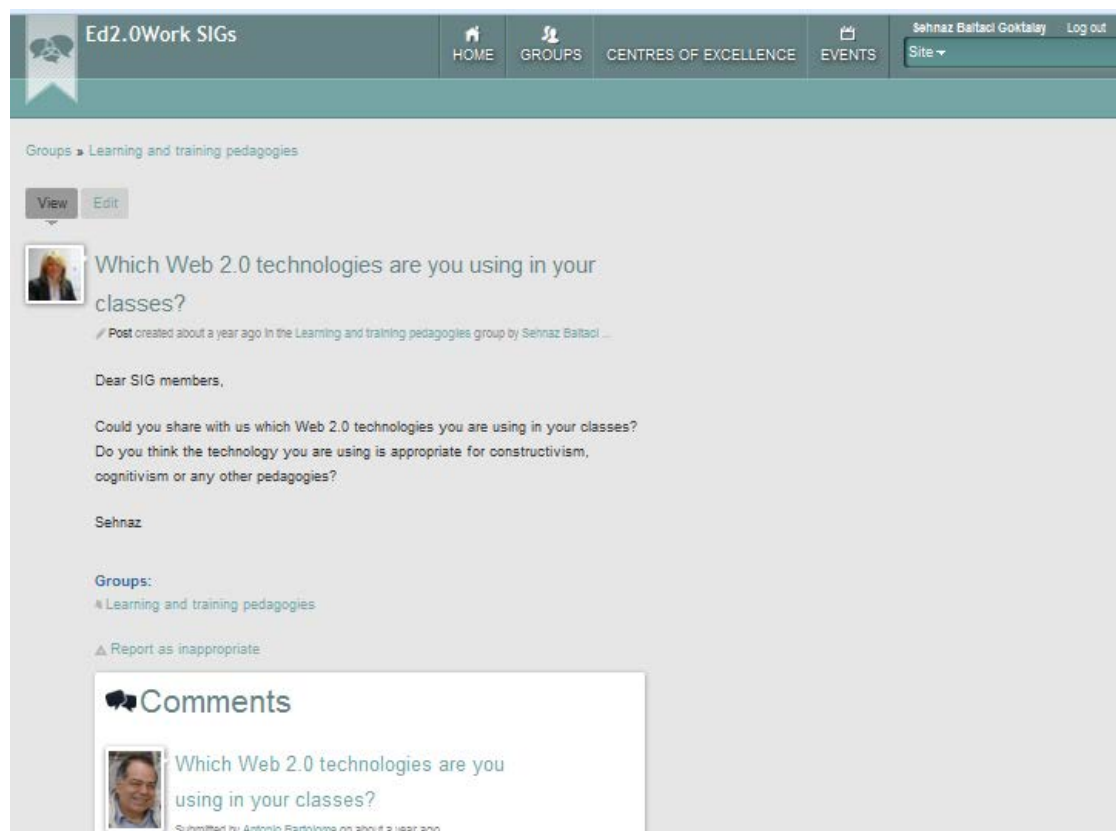 Ed2.0Work SIGs
HOME
GROUPS
CENTRES OF EXCELLENCE
EVENTS
Sehnaz Baltaci Goktalay Log out
Site
Groups » Learning and training pedagogies
View Edit
Which Web 2.0 technologies are you using in your
classes?
Post created about a year ago in the Learning and training pedagogies group by Sehnaz Baltaci ...
Dear SIG members,
Could you share with us which Web 2.0 technologies you are using in your classes?
Do you think the technology you are using is appropriate for constructivism,
cognitivism or any other pedagogies?
Sehnaz
Groups:
Learning and training pedagogies
Report as inappropriate
Comments
Which Web 2.0 technologies are you
using in your classes?
Submitted by Antonio Bartolome on about a year ago